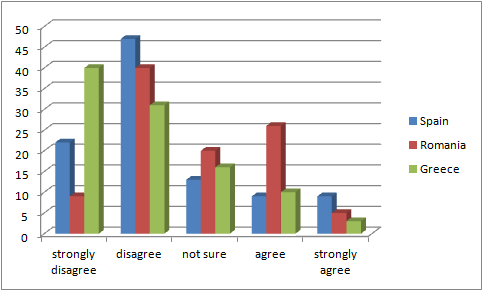 50
45
40
35
30
25
20
15
10
5
0
strongly disagree
disagree
not sure
agree
strongly agree
Spain
Romania
Greece